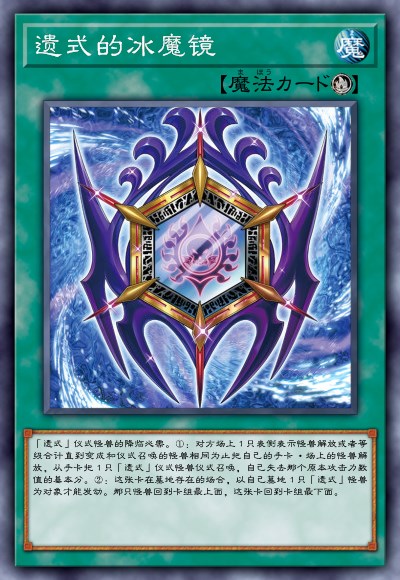 遗式的冰魔镜
魔
【魔法カード】
まほう
「遗式」仪式怪兽的降临必需。①：对方场上1只表侧表示怪兽解放或者等
级合计直到变成和仪式召唤的怪兽相同为止把自己的手卡·场上的怪兽解
放，从手卡把1只「遗式」仪式怪兽仪式召唤，自己失去那个原本攻击力数
值的基本分。②：这张卡在墓地存在的场合，以自己墓地1只「遗式」怪兽
为对象才能发动。那只怪兽回到卡组最上面，这张卡回到卡组最下面。